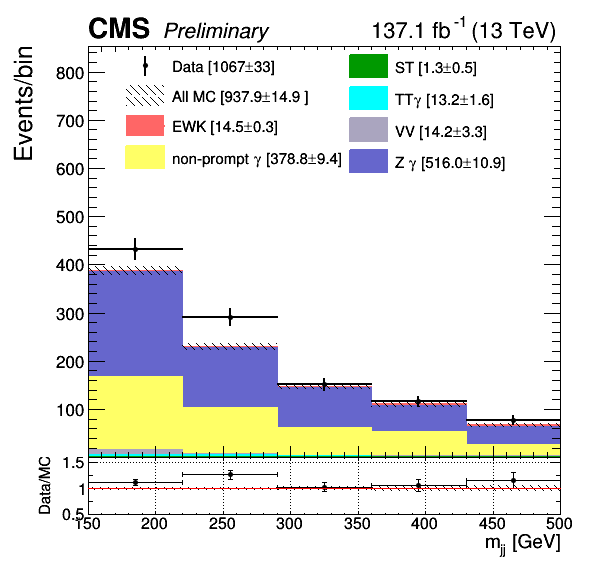 CMS Preliminary 137.1 fb⁻¹ (13 TeV)
Events/bin
800
700
600
500
400
300
200
100
Data [1067±33]
All MC [937.9±14.9 ]
EWK [14.5±0.3]
non-prompt γ [378.8±9.4]
ST [1.3±0.5]
TTγ [13.2±1.6]
VV [14.2±3.3]
Z γ [516.0±10.9]
Data/MC
1.5
1
0.5
150 200 250 300 350 400 450 500
m_jj [GeV]